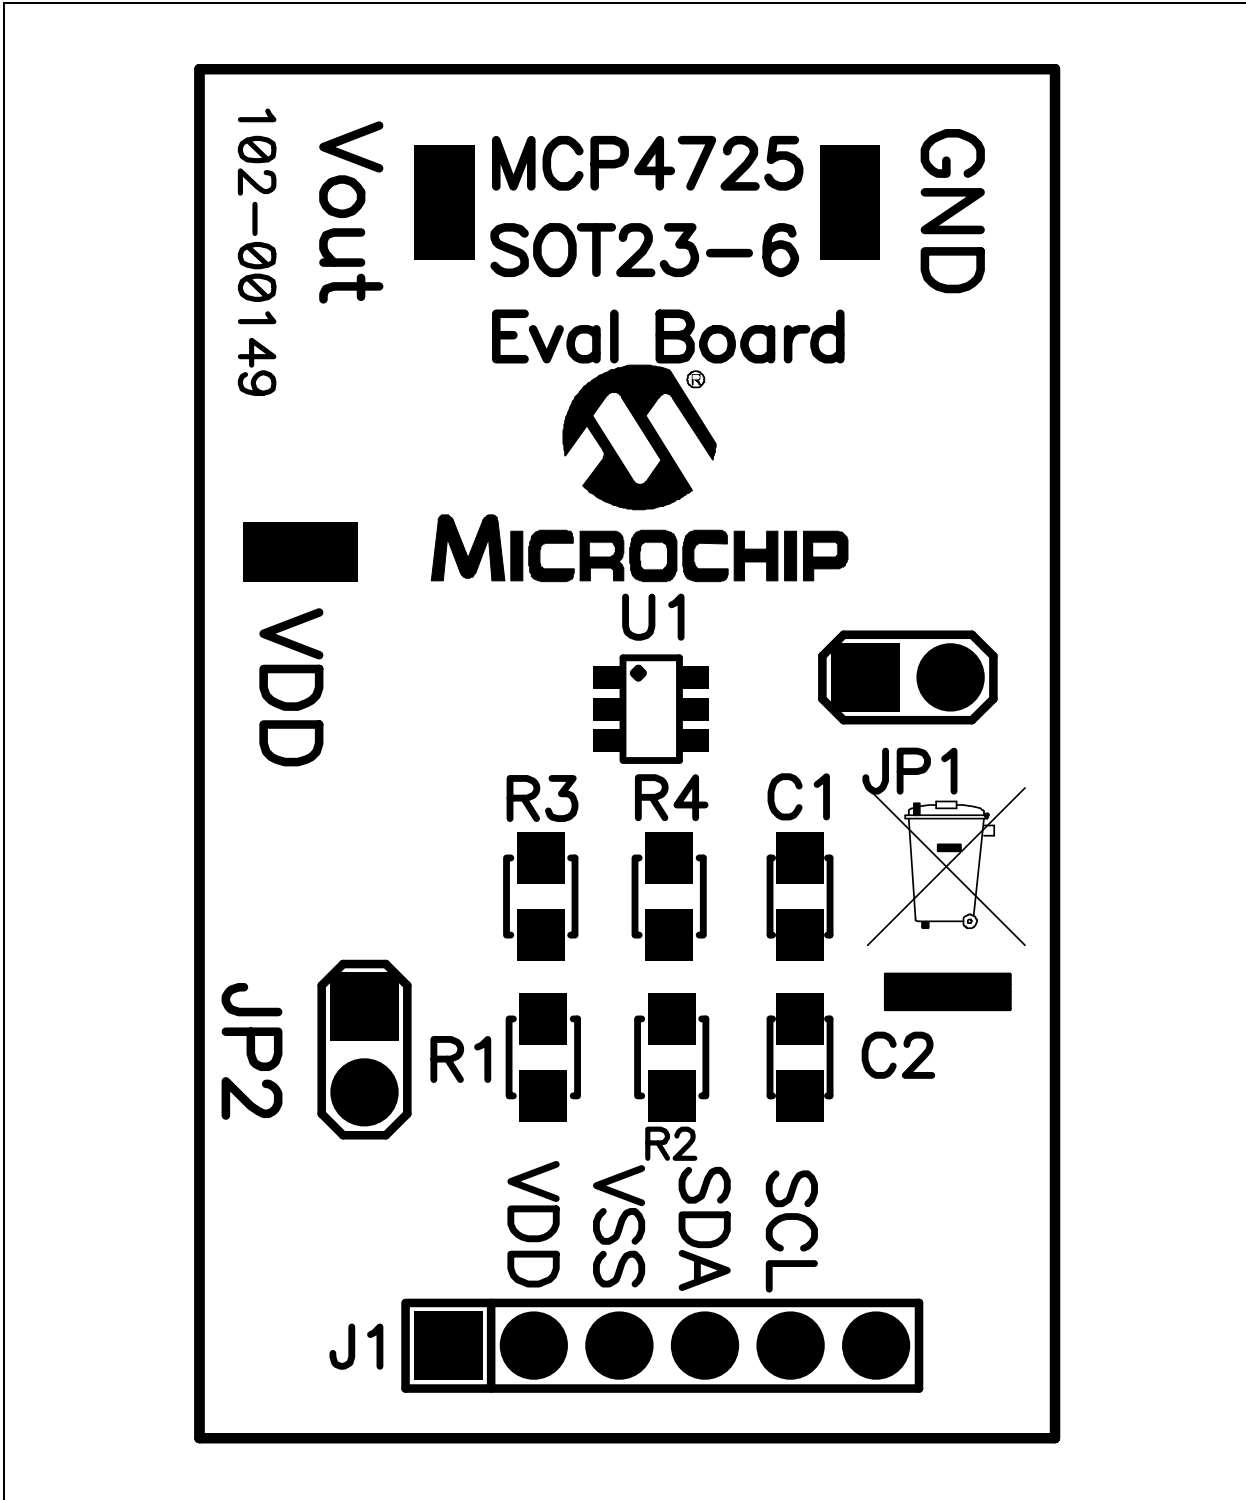 102-00149
Vout
MCP4725
SOT23-6
GND
Eval Board
®
MICROCHIP
VDD
U1
JP1
R3
R4
C1
JP2
R1
C2
R2
VDD
VSS
SDA
SCL
J1